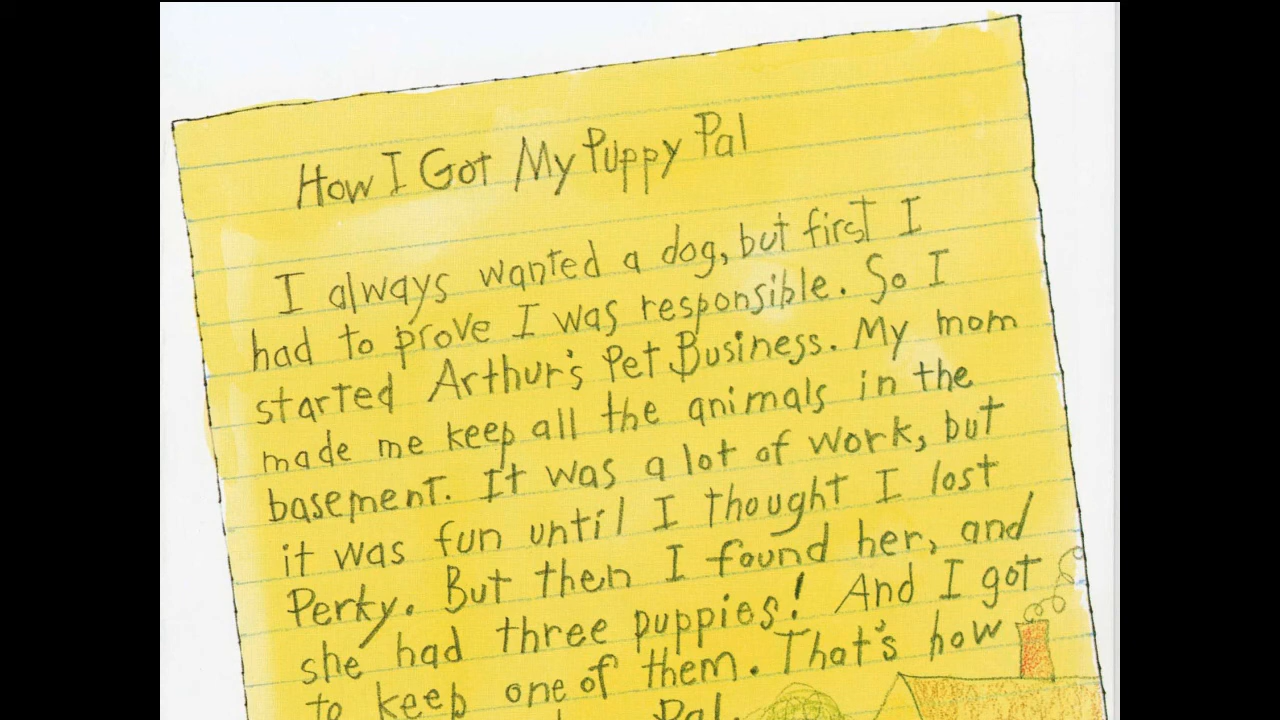 How I Got My Puppy Pal
I always wanted a dog, but first I
had to prove I was responsible. So I
started Arthur's Pet Business. My mom
made me keep all the animals in the
basement. It was a lot of work, but
it was fun until I thought I lost
Perky. But then I found her, and
she had three puppies! And I got
to keep one of them. That's how
Pal.